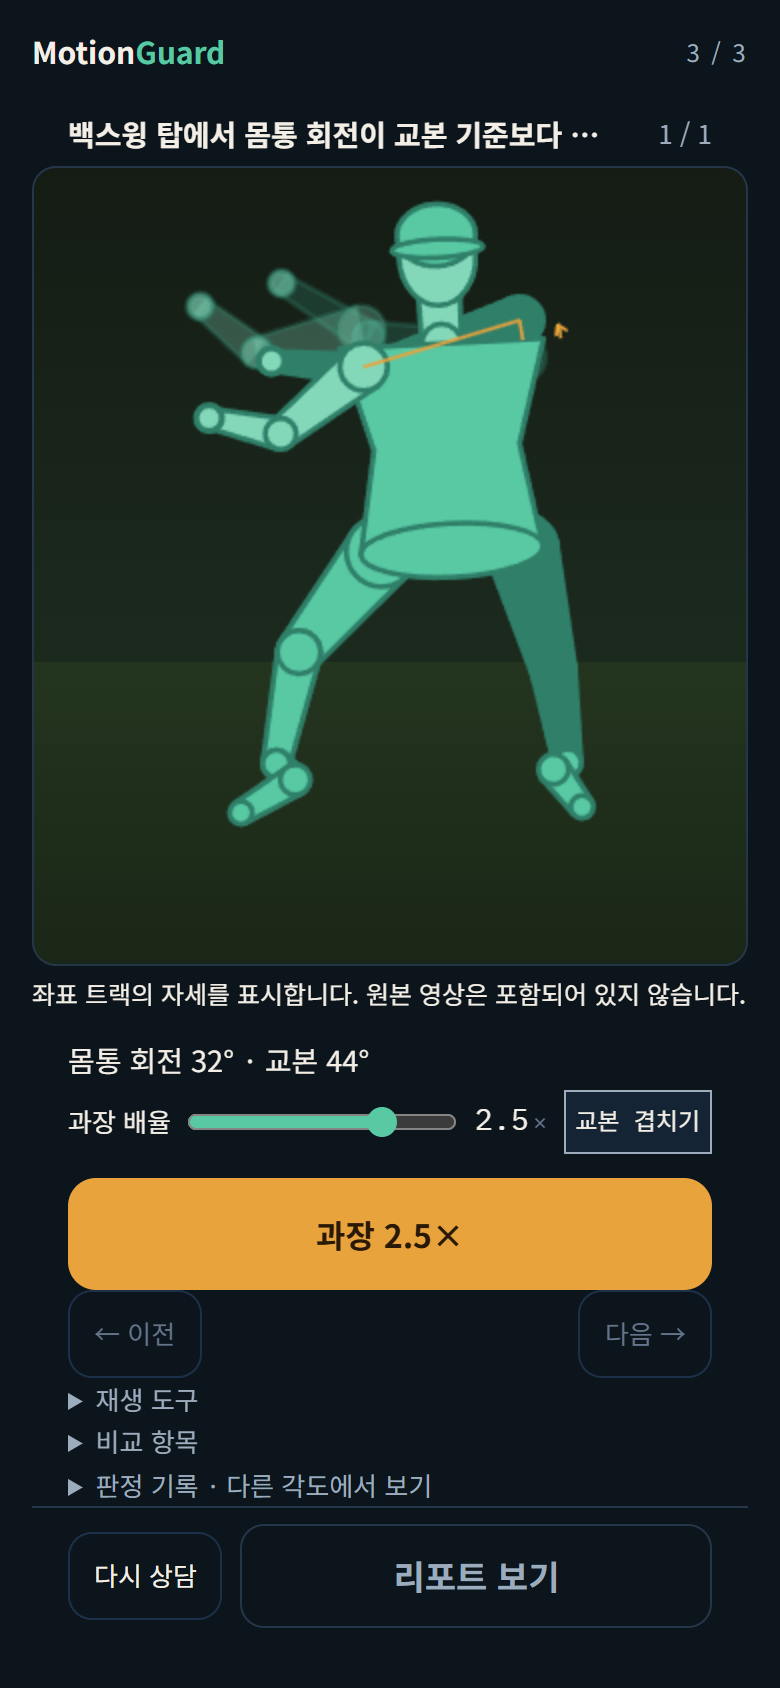 MotionGuard 3 / 3
백스윙 탑에서 몸통 회전이 교본 기준보다 ⋯ 1 / 1
좌표 트랙의 자세를 표시합니다. 원본 영상은 포함되어 있지 않습니다.
몸통 회전 32° · 교본 44°
과장 배율 2.5× 교본 겹치기
과장 2.5×
← 이전 다음 →
▶ 재생 도구
▶ 비교 항목
▶ 판정 기록 · 다른 각도에서 보기
다시 상담 리포트 보기